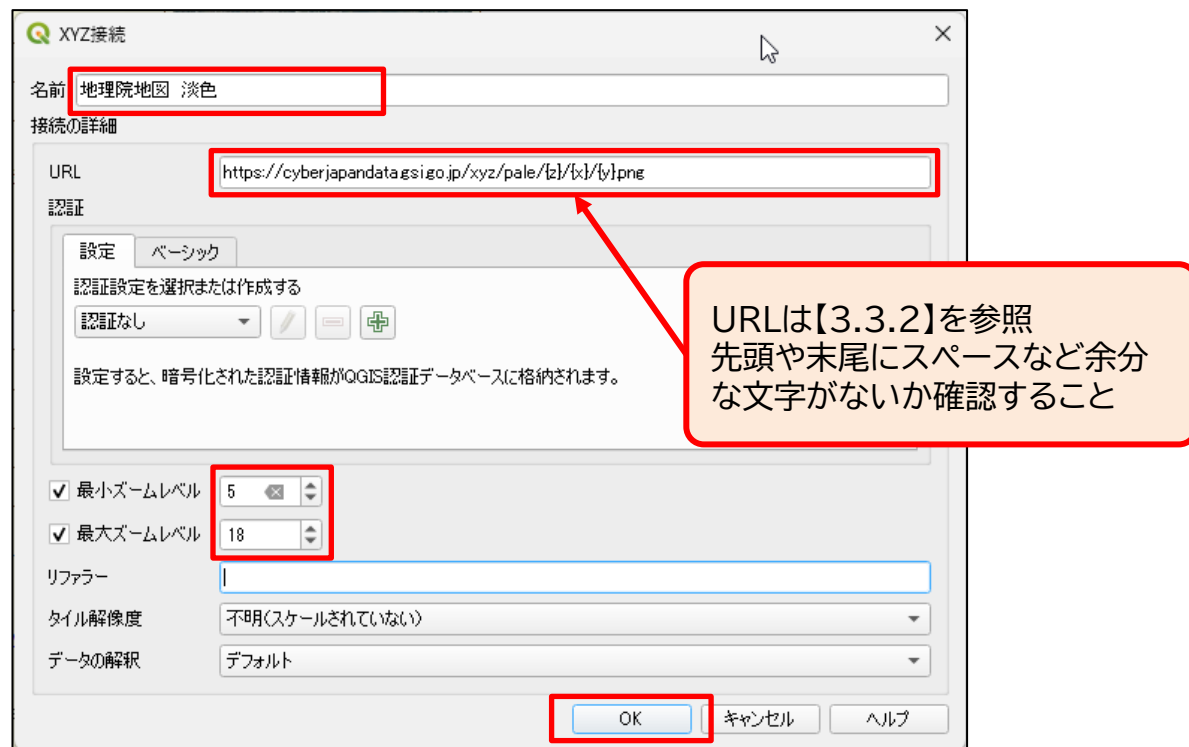 XYZ接続
名前 地理院地図 淡色
接続の詳細
URL https://cyberjapandata.gsi.go.jp/xyz/pale/{z}/{x}/{y}.png
認証
設定 ベーシック
認証設定を選択または作成する
認証なし
設定すると、暗号化された認証情報がQGIS認証データベースに格納されます。
URLは【3.3.2】を参照
先頭や末尾にスペースなど余分
な文字がないか確認すること
最小ズームレベル 5
最大ズームレベル 18
リファラー
タイル解像度 不明(スケールされていない)
データの解釈 デフォルト
OK キャンセル ヘルプ